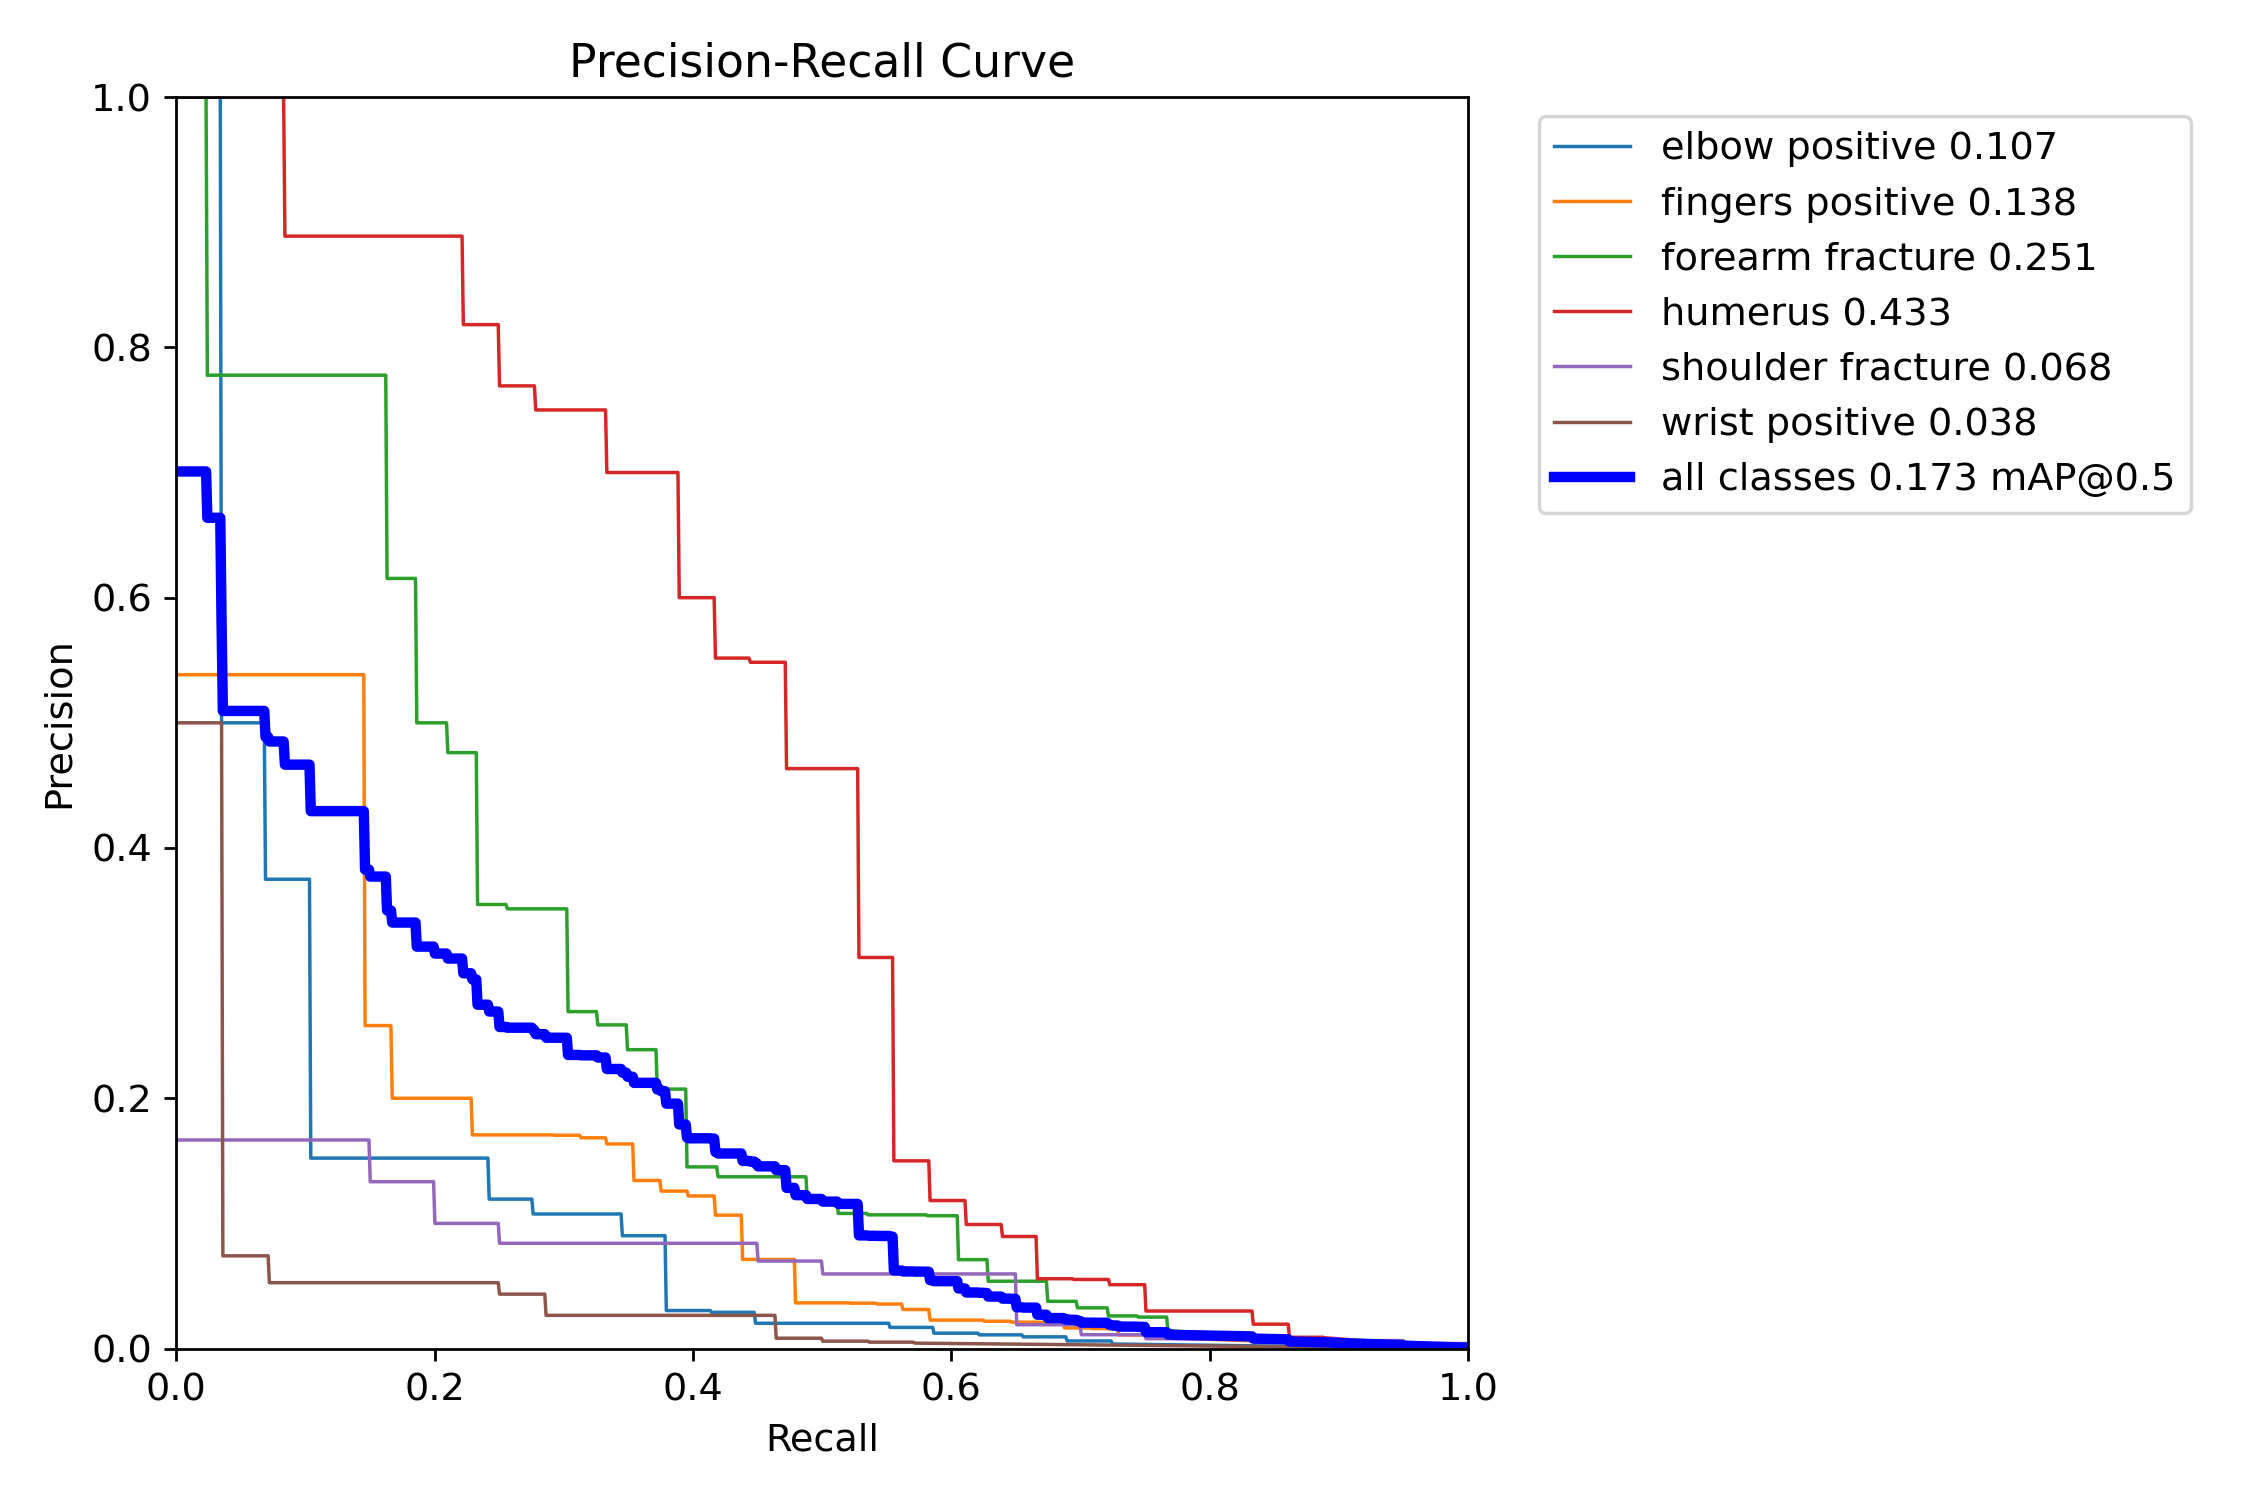 Precision-Recall Curve
1.0
0.8
0.6
0.4
0.2
0.0
Precision
0.0 0.2 0.4 0.6 0.8 1.0
Recall
elbow positive 0.107
fingers positive 0.138
forearm fracture 0.251
humerus 0.433
shoulder fracture 0.068
wrist positive 0.038
all classes 0.173 mAP@0.5